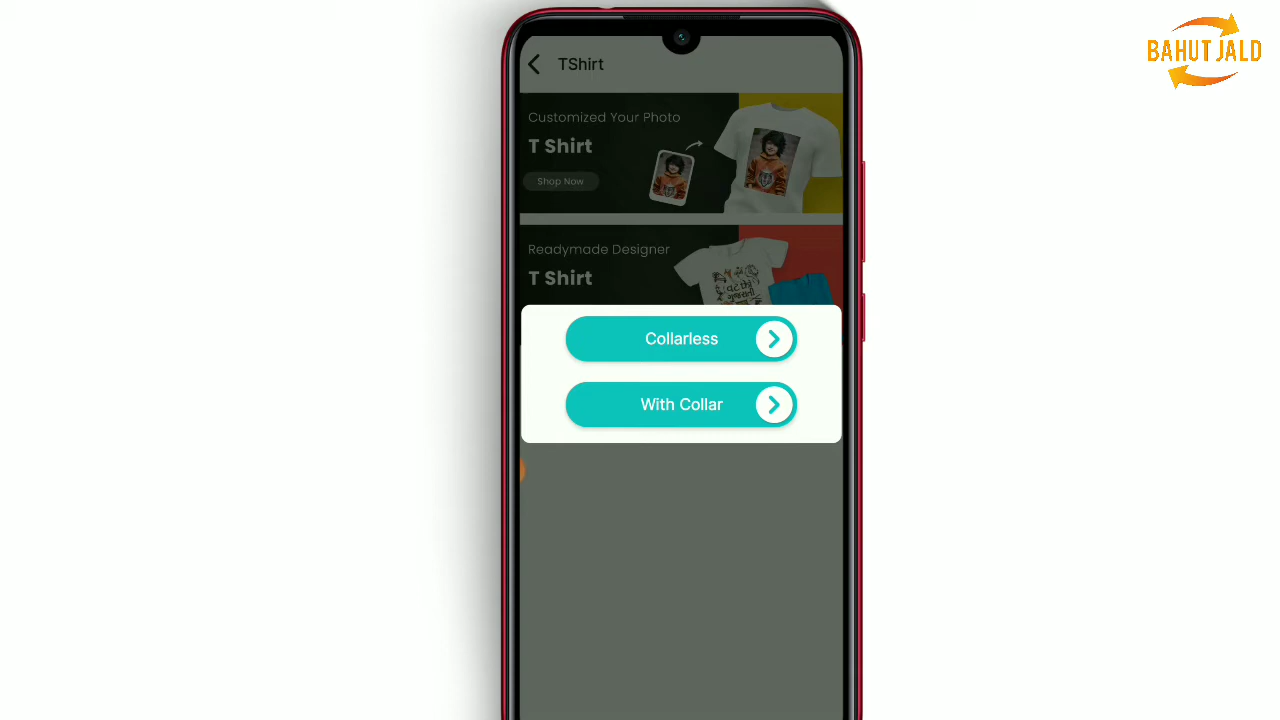 BAHUT JALD
TShirt
Customized Your Photo
T Shirt
Shop Now
Readymade Designer
T Shirt
Collarless
With Collar